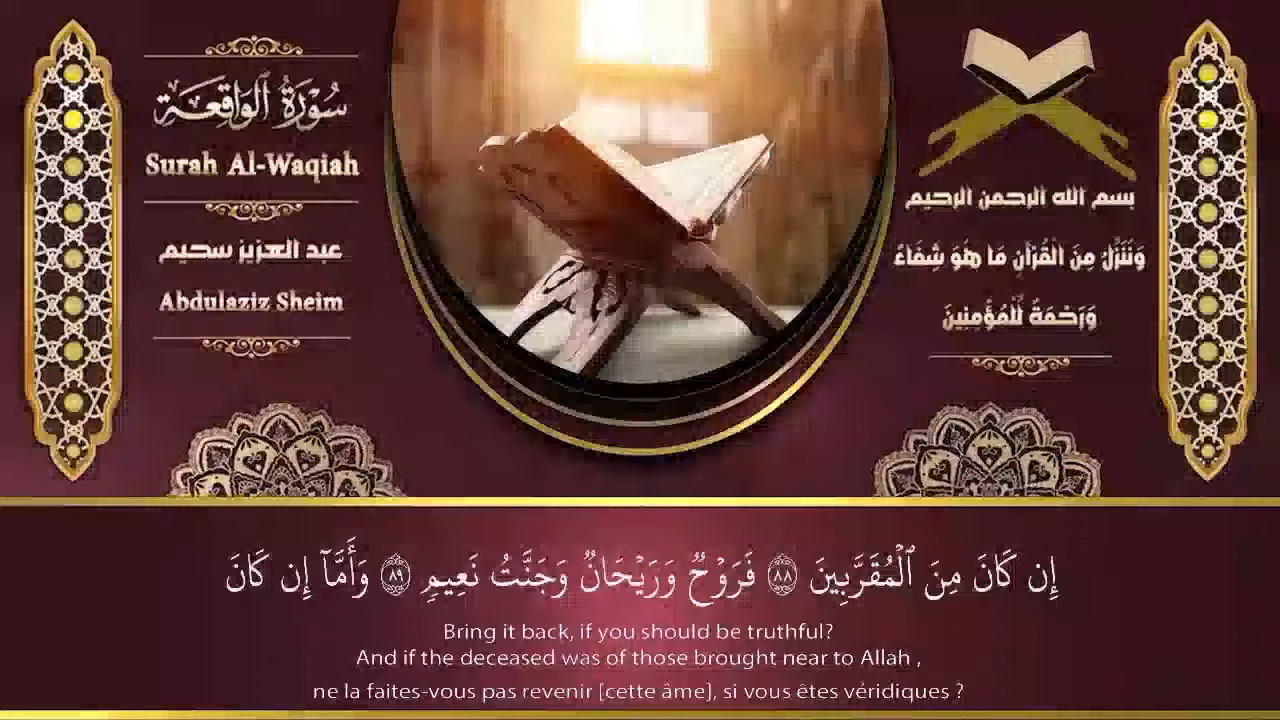 سُورَةُ ٱلْوَاقِعَة
Surah Al-Waqiah
عبد العزيز سحيم
Abdulaziz Sheim
بسم الله الرحمن الرحيم
وَنُنَزِّلُ مِنَ الْقُرْآنِ مَا هُوَ شِفَاءٌ
وَرَحْمَةٌ لِّلْمُؤْمِنِينَ
إِن كَانَ مِنَ ٱلْمُقَرَّبِينَ ٨٨ فَرَوْحٌ وَرَيْحَانٌ وَجَنَّتُ نَعِيمٍ ٨٩ وَأَمَّآ إِن كَانَ
Bring it back, if you should be truthful?
And if the deceased was of those brought near to Allah ,
ne la faites-vous pas revenir [cette âme], si vous êtes véridiques ?